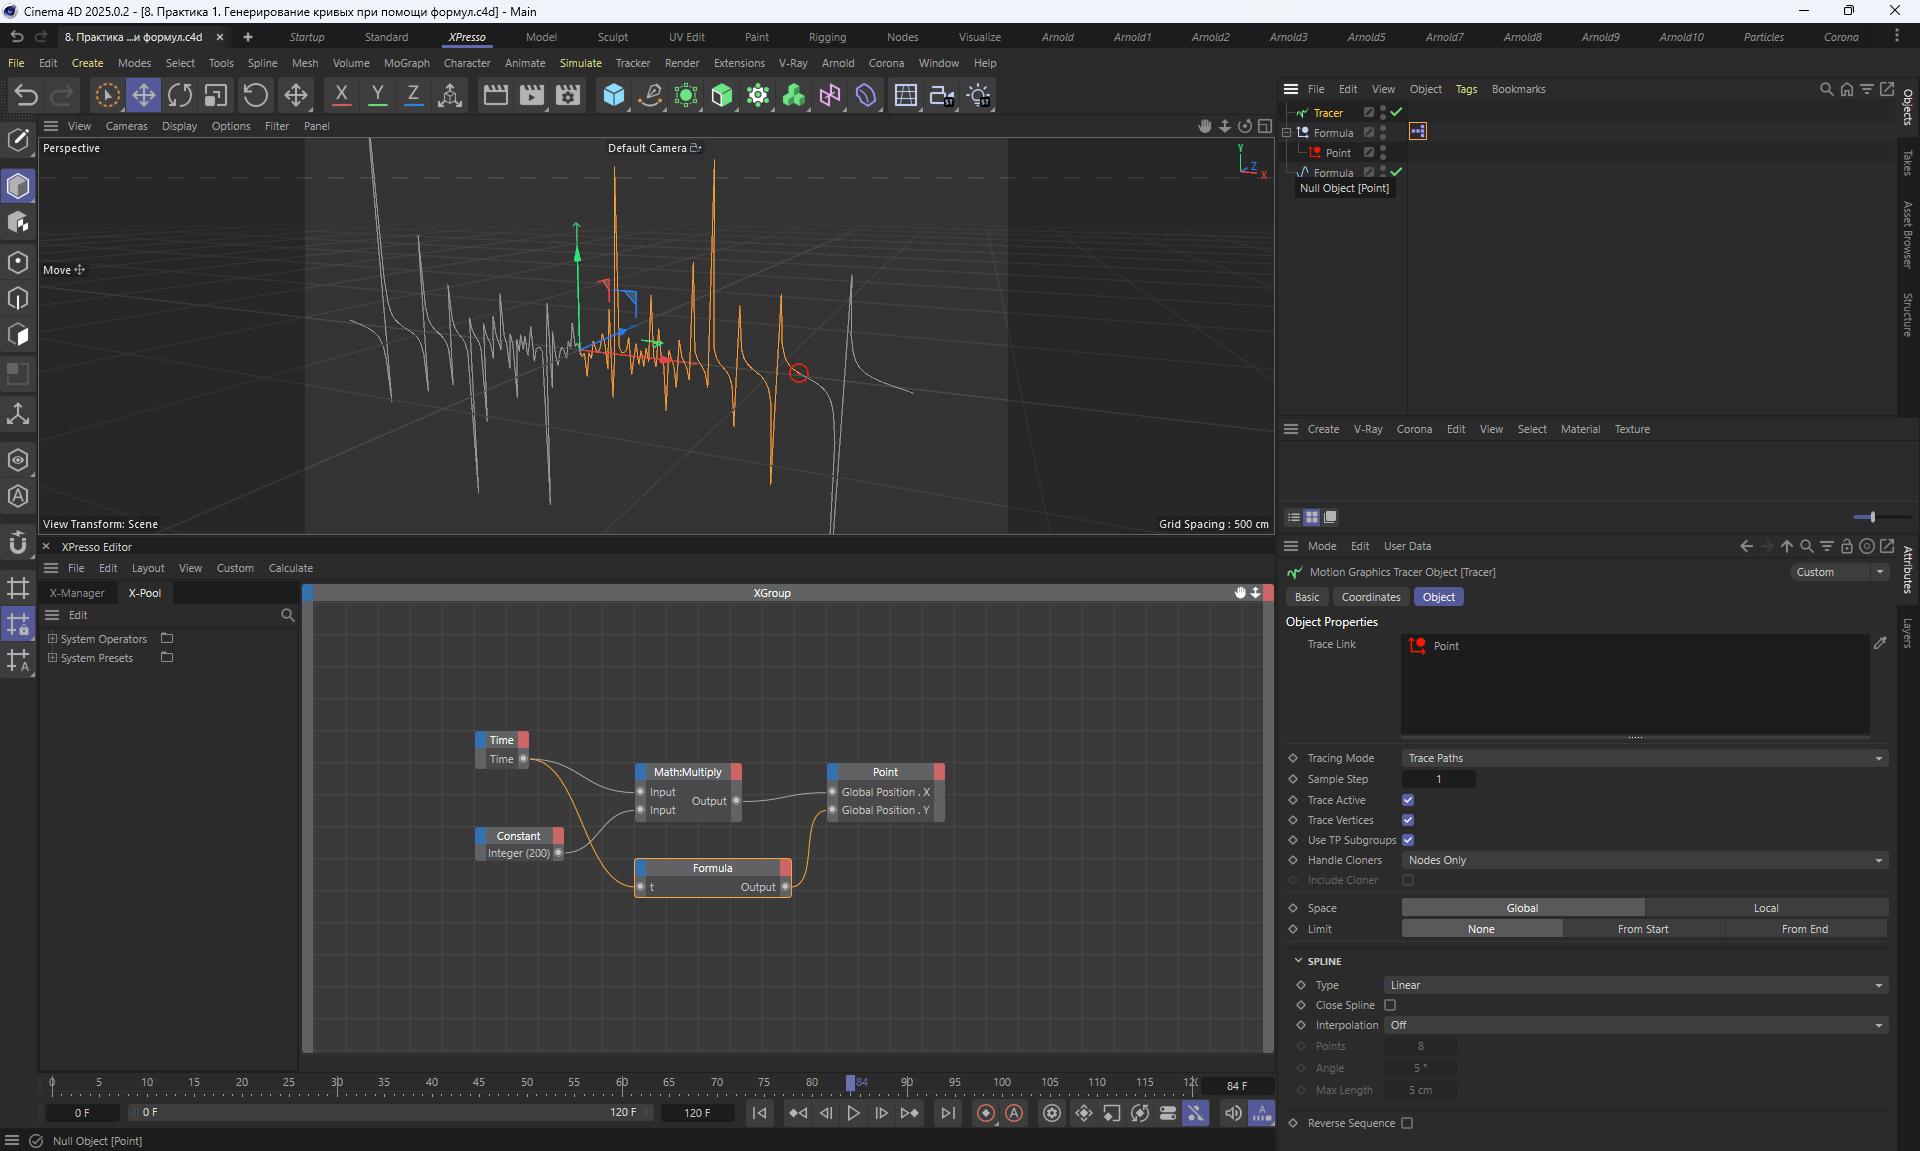 Cinema 4D 2025.0.2 - [8. Практика 1. Генерирование кривых при помощи формул.c4d] - Main
8. Практика ...и формул.c4d
Startup Standard XPresso Model Sculpt UV Edit Paint Rigging Nodes Visualize Arnold Arnold1 Arnold2 Arnold3 Arnold5 Arnold7 Arnold8 Arnold9 Arnold10 Particles Corona
File Edit Create Modes Select Tools Spline Mesh Volume MoGraph Character Animate Simulate Tracker Render Extensions V-Ray Arnold Corona Window Help
X Y Z ST ST
View Cameras Display Options Filter Panel
Perspective
Default Camera
Y
Z
X
Move
View Transform: Scene
Grid Spacing : 500 cm
File Edit View Object Tags Bookmarks
Tracer
Formula
Point
Formula
Null Object [Point]
Objects
Takes
Asset Browser
Structure
Create V-Ray Corona Edit View Select Material Texture
XPresso Editor
File Edit Layout View Custom Calculate
X-Manager X-Pool
Edit
System Operators
System Presets
XGroup
Time
Time
Constant
Integer (200)
Math:Multiply
Input
Output
Input
Formula
t
Output
Point
Global Position . X
Global Position . Y
Mode Edit User Data
Motion Graphics Tracer Object [Tracer]
Custom
Basic Coordinates Object
Object Properties
Trace Link
Point
Tracing Mode Trace Paths
Sample Step 1
Trace Active
Trace Vertices
Use TP Subgroups
Handle Cloners Nodes Only
Include Cloner
Space Global Local
Limit None From Start From End
SPLINE
Type Linear
Close Spline
Interpolation Off
Points 8
Angle 5 °
Max Length 5 cm
Reverse Sequence
Attributes
Layers
0 5 10 15 20 25 30 35 40 45 50 55 60 65 70 75 80 84 90 95 100 105 110 115 120
84 F
0 F
0 F
120 F
120 F
Null Object [Point]